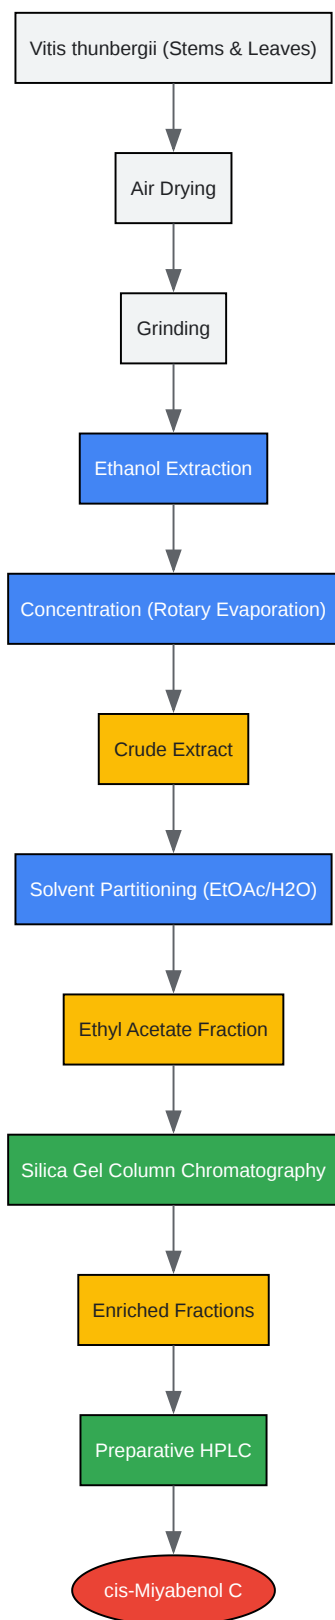 Vitis thunbergii (Stems & Leaves)
Air Drying
Grinding
Ethanol Extraction
Concentration (Rotary Evaporation)
Crude Extract
Solvent Partitioning (EtOAc/H2O)
Ethyl Acetate Fraction
Silica Gel Column Chromatography
Enriched Fractions
Preparative HPLC
cis-Miyabenol C